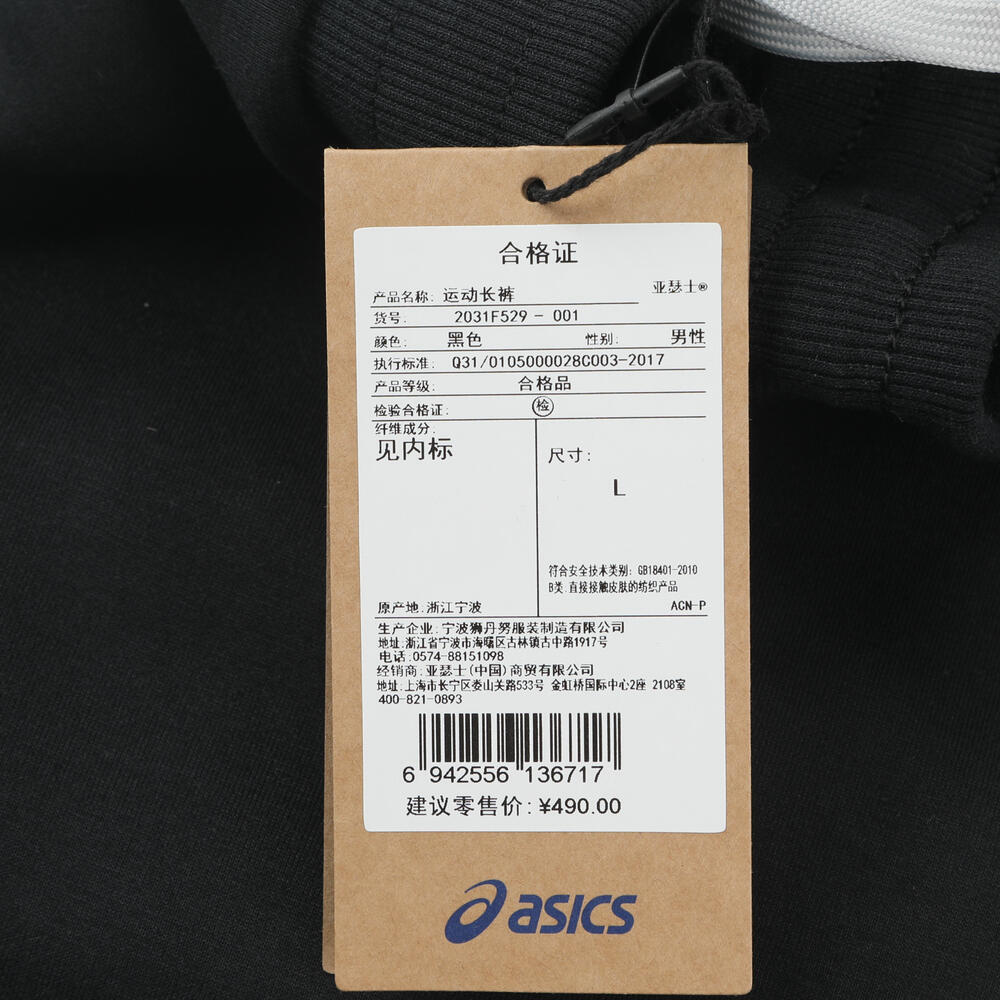 合格证
亚瑟士®
产品名称: 运动长裤
货号: 2031F529 - 001
颜色: 黑色 性别: 男性
执行标准: Q31/0105000028C003-2017
产品等级: 合格品
检验合格证: 检
纤维成分:
见内标
尺寸:
L
符合安全技术类别: GB18401-2010
B类:直接接触皮肤的纺织产品
原产地:浙江宁波
ACN-P
生产企业:宁波狮丹努服装制造有限公司
地址:浙江省宁波市海曙区古林镇古中路1917号
电话:0574-88151098
经销商:亚瑟士(中国)商贸有限公司
地址:上海市长宁区娄山关路533号 金虹桥国际中心2座 2108室
400-821-0893
6 942556 136717
建议零售价: ¥490.00
asics